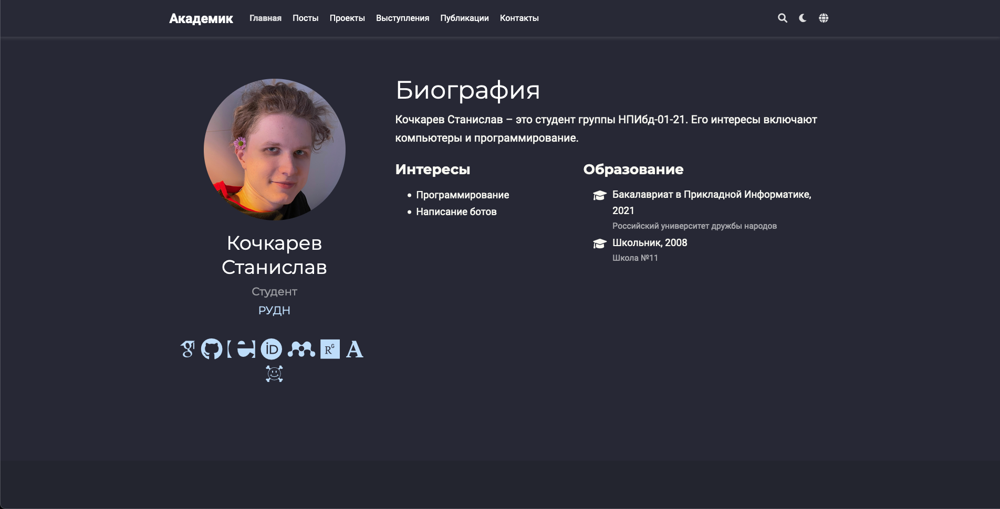 Академик
Главная Посты Проекты Выступления Публикации Контакты
Кочкарев
Станислав
Студент
РУДН
Биография
Кочкарев Станислав – это студент группы НПИбд-01-21. Его интересы включают
компьютеры и программирование.
Интересы
• Программирование
• Написание ботов
Образование
Бакалавриат в Прикладной Информатике,
2021
Российский университет дружбы народов
Школьник, 2008
Школа №11